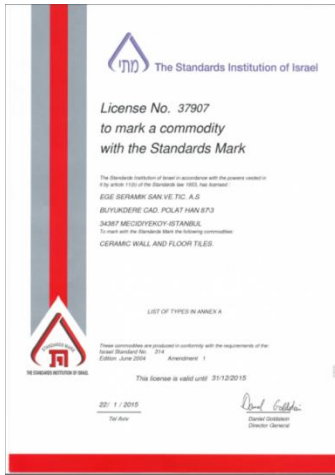 מתי The Standards Institution of Israel
License No. 37907
to mark a commodity
with the Standards Mark
The Standards Institution of Israel in accordance with the powers vested in
it by article 11(b) of the Standards law 1953, has licensed :
EGE SERAMIK SAN.VE.TIC. A.S
BUYUKDERE CAD. POLAT HAN 87/3
34387 MECIDIYEKOY-ISTANBUL
To mark with the Standards Mark the following commodities:
CERAMIC WALL AND FLOOR TILES.
LIST OF TYPES IN ANNEX A
These commodities are produced in conformity with the requirements of the:
Israel Standard No. 314
Edition June 2004 Amendment 1
This license is valid until 31/12/2015
STANDARDS MARK
THE STANDARDS INSTITUTION OF ISRAEL
22/ 1 / 2015
Tel Aviv
Daniel Goldstein
Director General